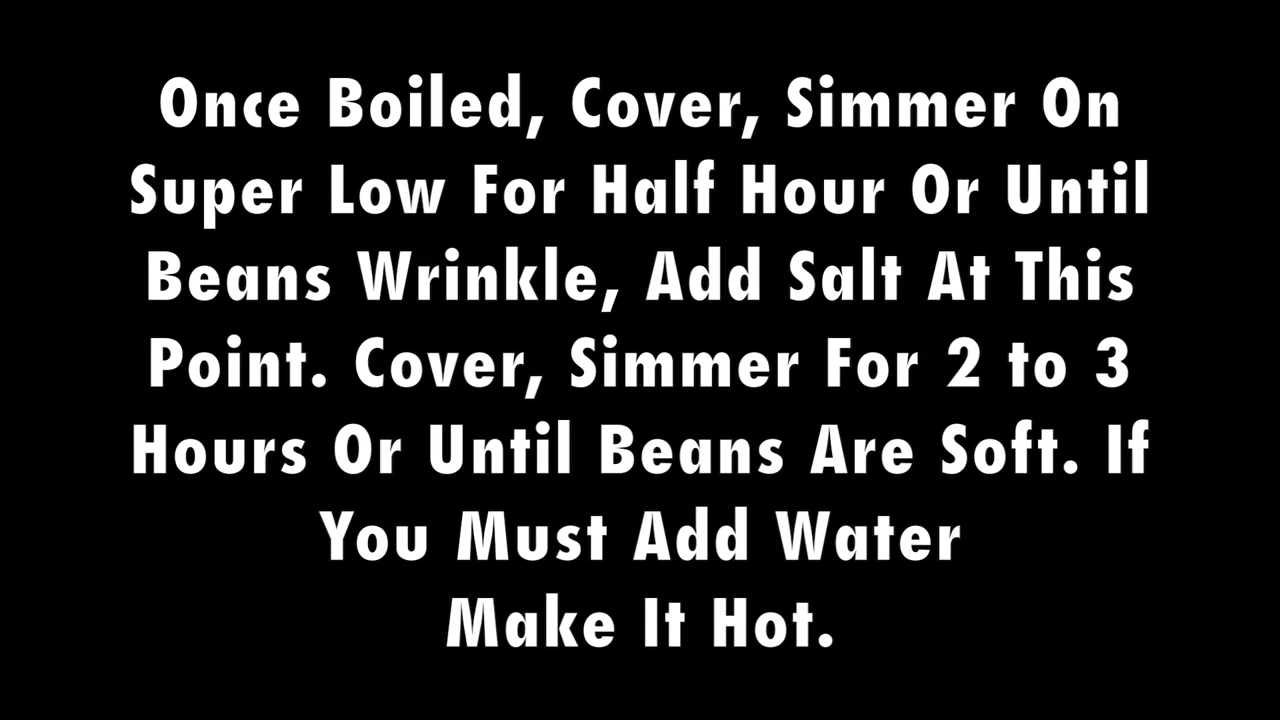 Once Boiled, Cover, Simmer On
Super Low For Half Hour Or Until
Beans Wrinkle, Add Salt At This
Point. Cover, Simmer For 2 to 3
Hours Or Until Beans Are Soft. If
You Must Add Water
Make It Hot.